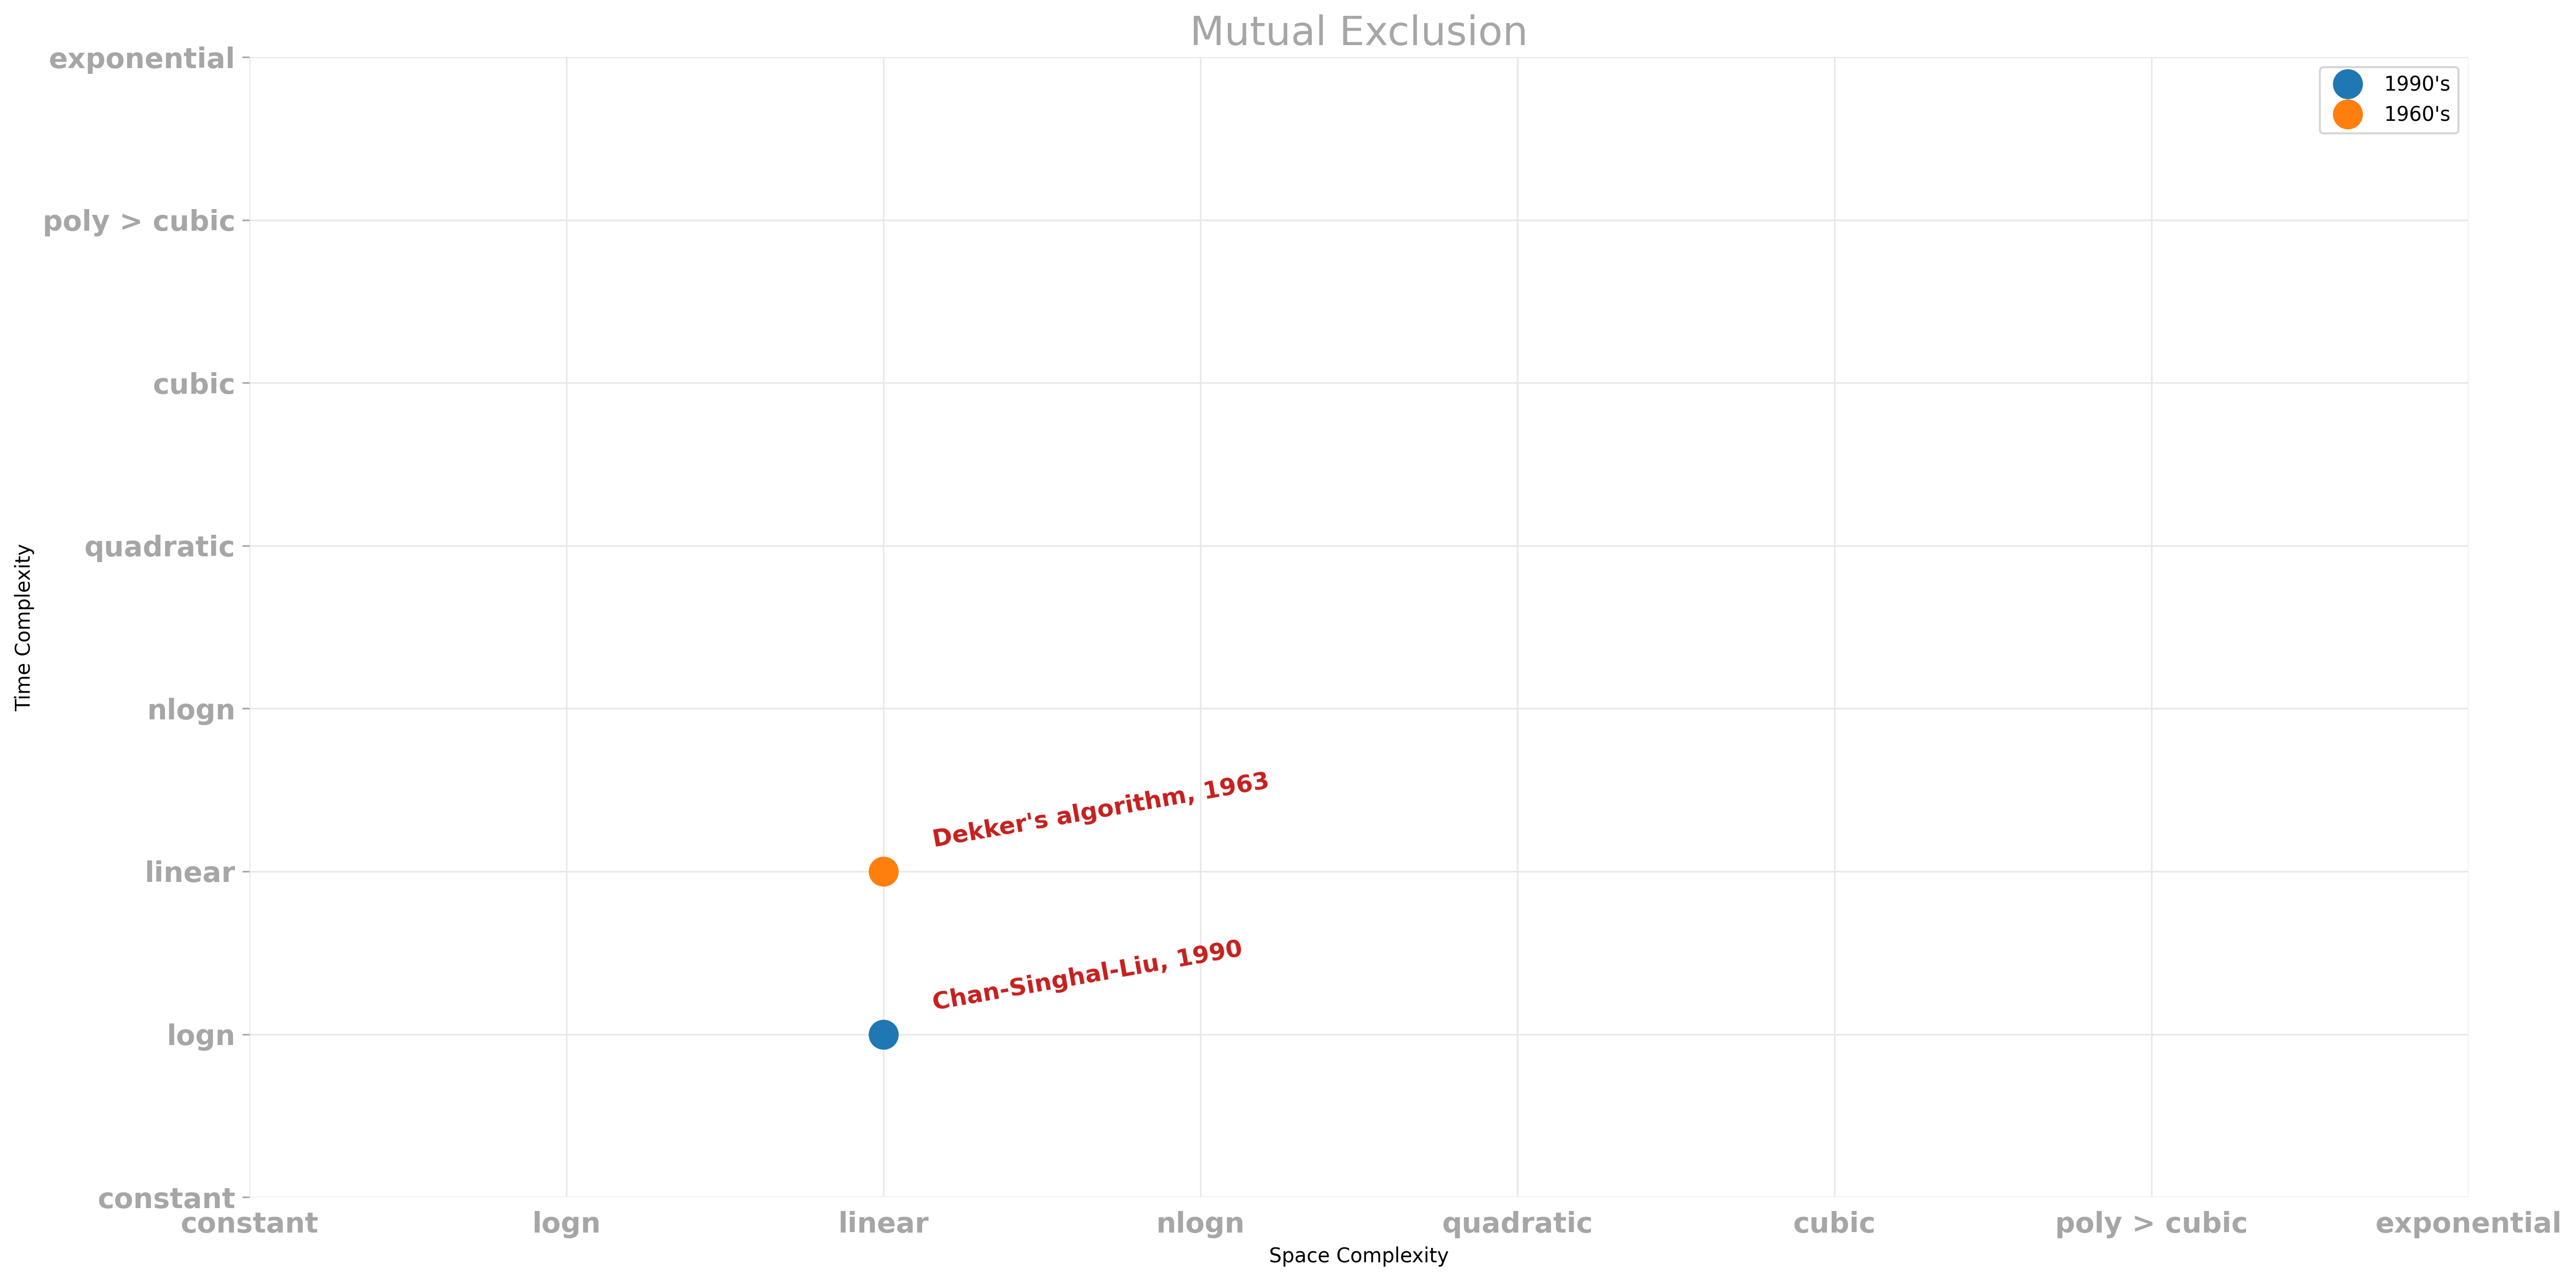 Mutual Exclusion
exponential
poly > cubic
cubic
quadratic
nlogn
linear
logn
constant
Time Complexity
1990's
1960's
Dekker's algorithm, 1963
Chan-Singhal-Liu, 1990
constant
logn
linear
nlogn
quadratic
cubic
poly > cubic
exponential
Space Complexity